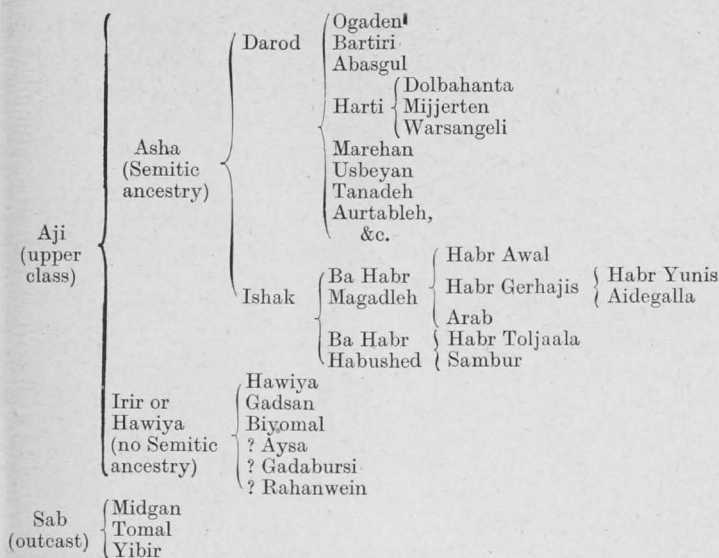 Ogaden
Darod Bartiri
Abasgul
Dolbahanta
Harti Mijjerten
Asha Warsangeli
(Semitic Marehan
ancestry) Usbeyan
Tanadeh
Aurtableh,
Aji &c.
(upper Habr Awal
class) Ba Habr Habr Gerhajis Habr Yunis
Ishak Magadleh Aidegalla
Arab
Ba Habr Habr Toljaala
Habushed Sambur
Hawiya
Irir or Gadsan
Hawiya Biyomal
(no Semitic ? Aysa
ancestry) ? Gadabursi
? Rahanwein
Sab Midgan
(outcast) Tomal
Yibir